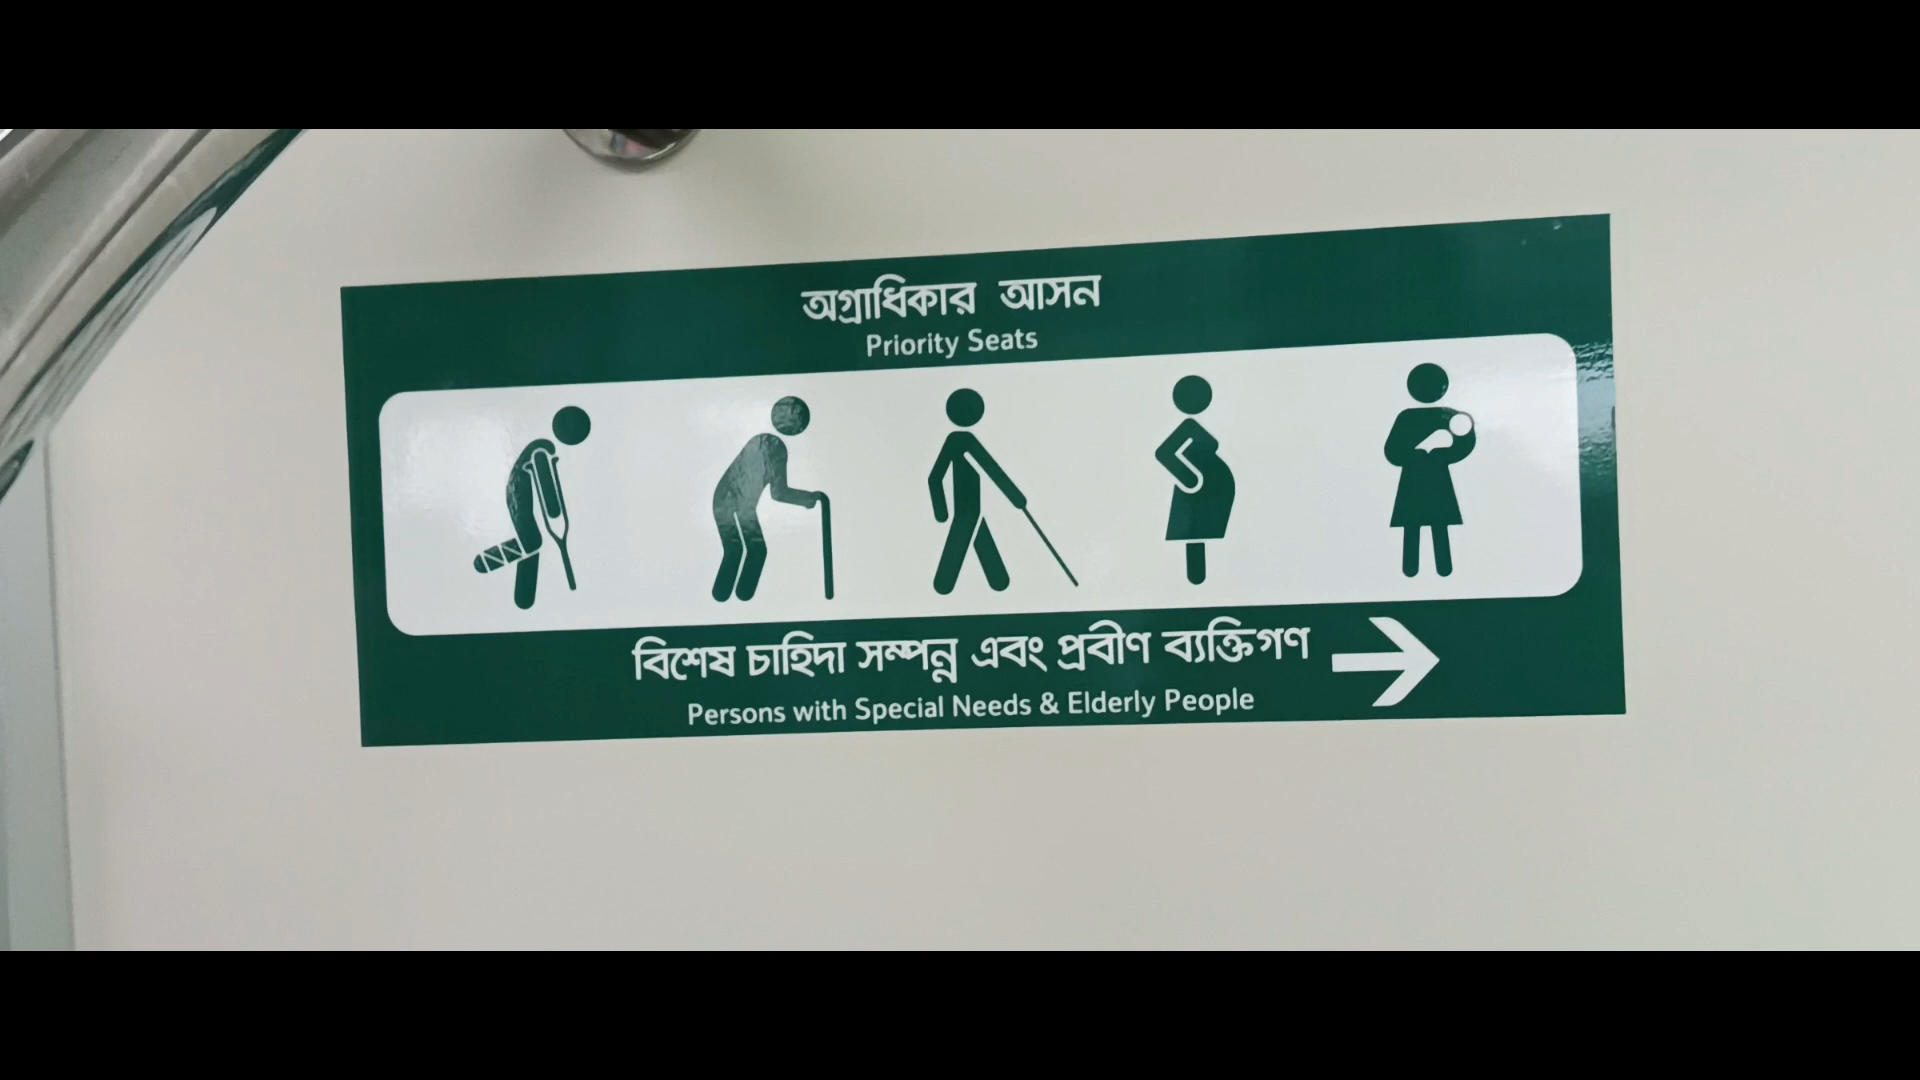 অগ্রাধিকার আসন
Priority Seats
বিশেষ চাহিদা সম্পন্ন এবং প্রবীণ ব্যক্তিগণ
Persons with Special Needs & Elderly People